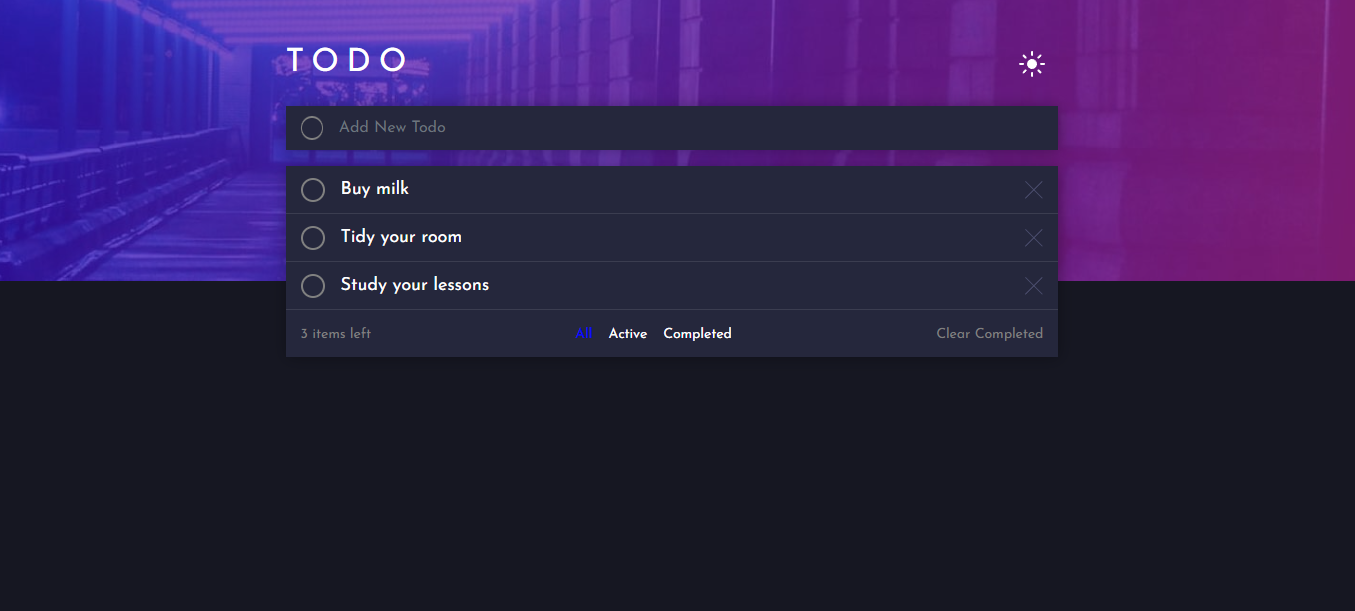 TODO
Add New Todo
Buy milk
Tidy your room
Study your lessons
3 items left All Active Completed Clear Completed